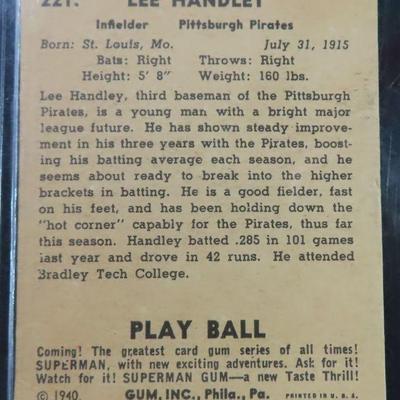 221. LEE HANDLEY
Infielder Pittsburgh Pirates
Born: St. Louis, Mo. July 31, 1915
Bats: Right Throws: Right
Height: 5' 8" Weight: 160 lbs.
Lee Handley, third baseman of the Pittsburgh
Pirates, is a young man with a bright major
league future. He has shown steady improve-
ment in his three years with the Pirates, boost-
ing his batting average each season, and he
seems about ready to break into the higher
brackets in batting. He is a good fielder, fast
on his feet, and has been holding down the
"hot corner" capably for the Pirates, thus far
this season. Handley batted .285 in 101 games
last year and drove in 42 runs. He attended
Bradley Tech College.
PLAY BALL
Coming! The greatest card gum series of all times!
SUPERMAN, with new exciting adventures. Ask for it!
Watch for it! SUPERMAN GUM—a new Taste Thrill!
© 1940. GUM, INC., Phila., Pa. PRINTED IN U. S. A.